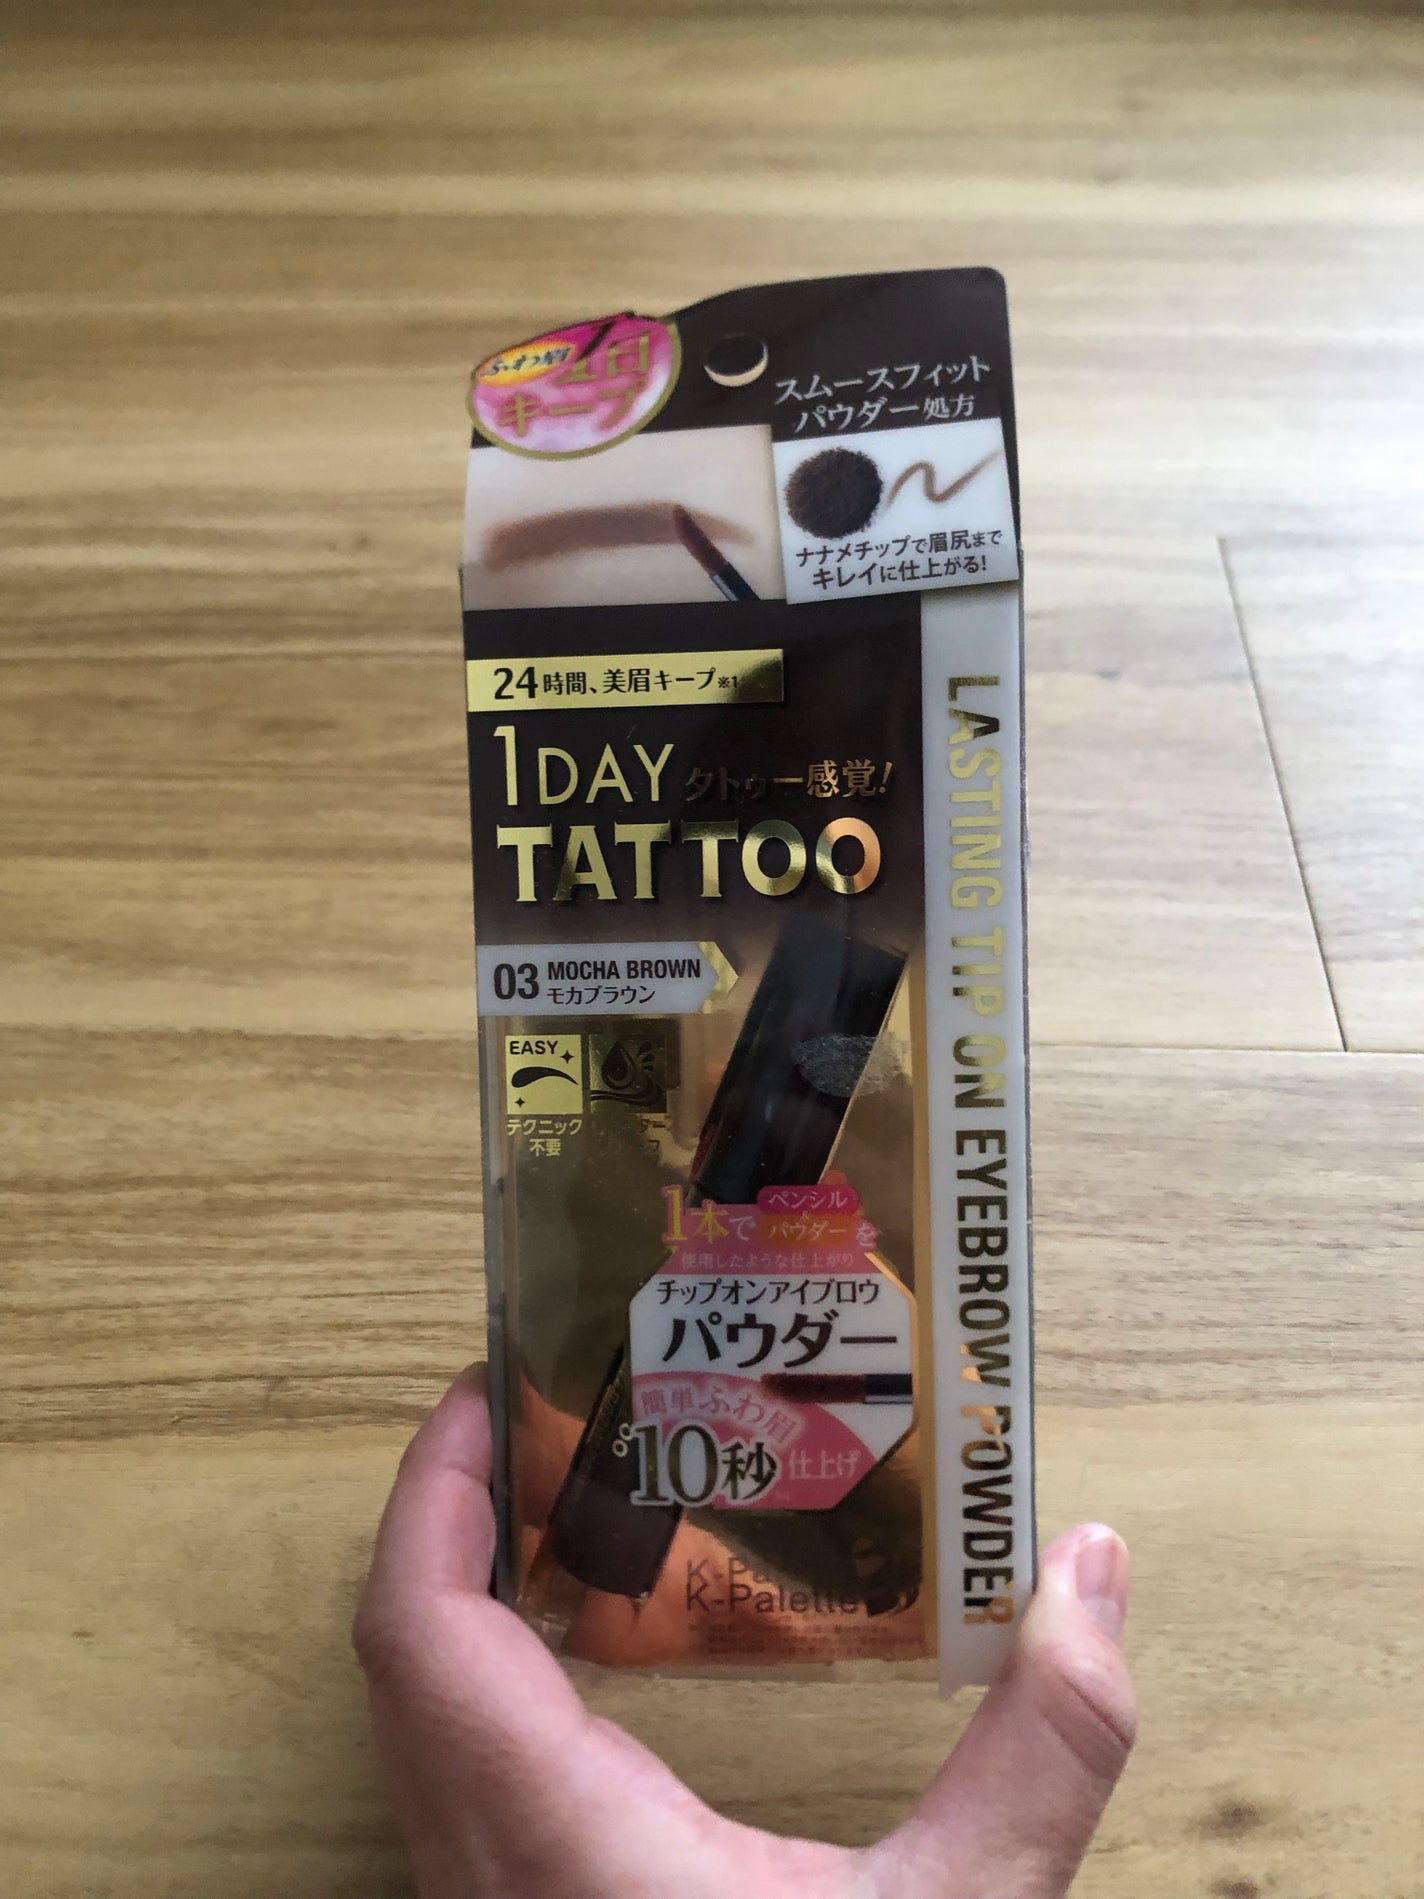 ふわ眉
1日
キープ
スムースフィット
パウダー処方
ナナメチップで眉尻まで
キレイに仕上がる!
24時間、美眉キープ※1
1DAY タトゥー感覚!
TATTOO
03 MOCHA BROWN
モカブラウン
EASY
テクニック
不要
LASTING TIP ON EYEBROW POWDER
1本でペンシル
&
パウダーを
使用したような仕上がり
チップオンアイブロウ
パウダー
簡単ふわ眉
10秒仕上げ
K-Palette